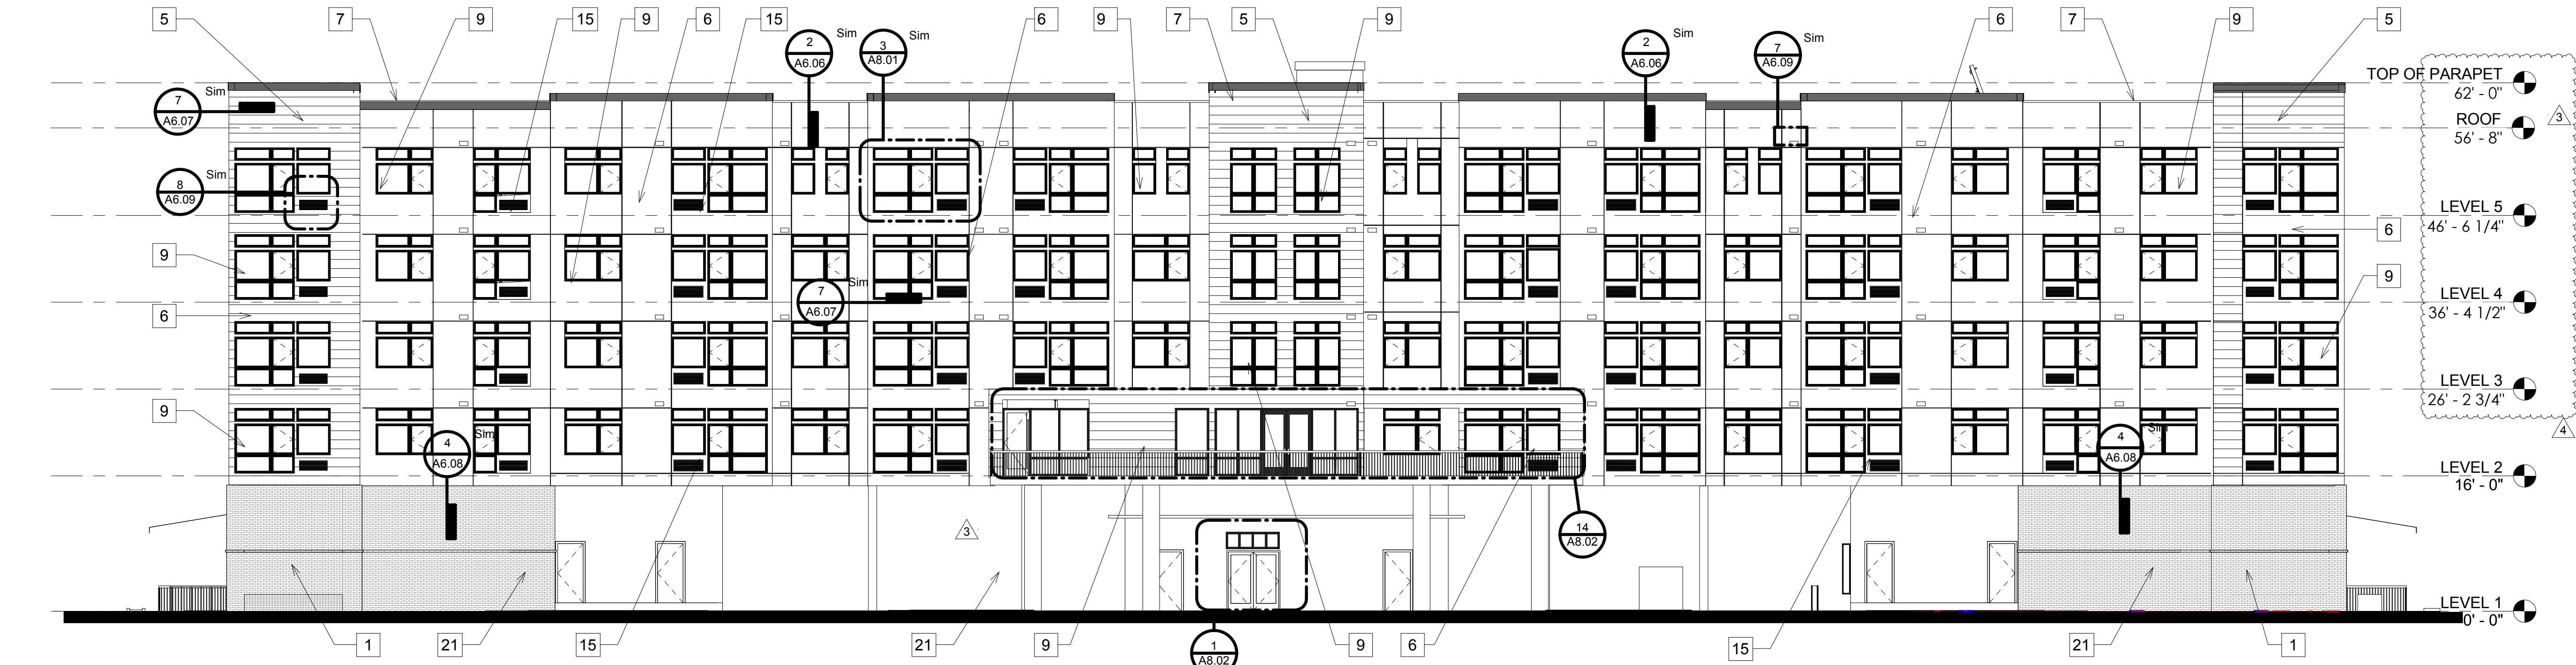 5
7
9
15
9
6
15
2
A6.06
Sim
3
A8.01
Sim
6
9
7
5
9
2
A6.06
Sim
7
A6.09
Sim
6
7
9
5
7
A6.07
Sim
TOP OF PARAPET
62' - 0"
ROOF
56' - 8"
3
8
A6.09
Sim
LEVEL 5
46' - 6 1/4"
6
9
9
7
A6.07
Sim
LEVEL 4
36' - 4 1/2"
6
9
LEVEL 3
26' - 2 3/4"
9
4
4
A6.08
Sim
4
A6.08
Sim
LEVEL 2
16' - 0"
3
14
A8.02
LEVEL 1
0' - 0"
1
21
15
21
9
1
A8.02
9
6
15
21
1